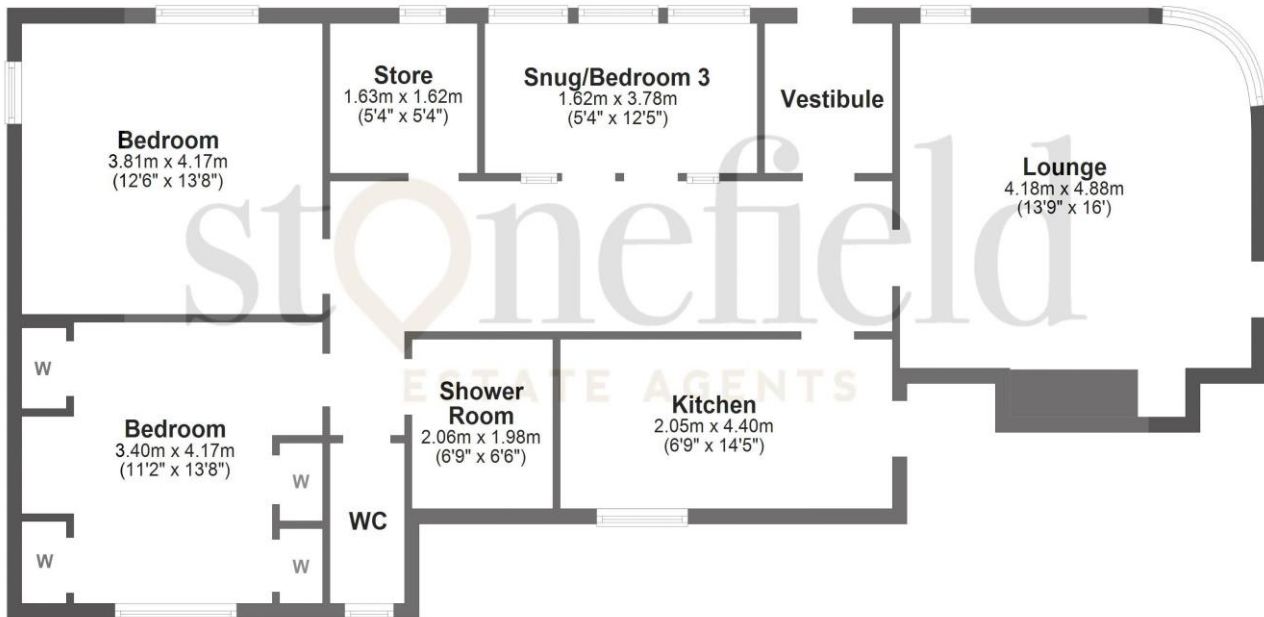 Bedroom
3.81m x 4.17m
(12'6" x 13'8")
Store
1.63m x 1.62m
(5'4" x 5'4")
Snug/Bedroom 3
1.62m x 3.78m
(5'4" x 12'5")
Vestibule
Lounge
4.18m x 4.88m
(13'9" x 16')
stonefield
ESTATE AGENTS
W
Bedroom
3.40m x 4.17m
(11'2" x 13'8")
W
W
W
WC
Shower
Room
2.06m x 1.98m
(6'9" x 6'6")
Kitchen
2.05m x 4.40m
(6'9" x 14'5")